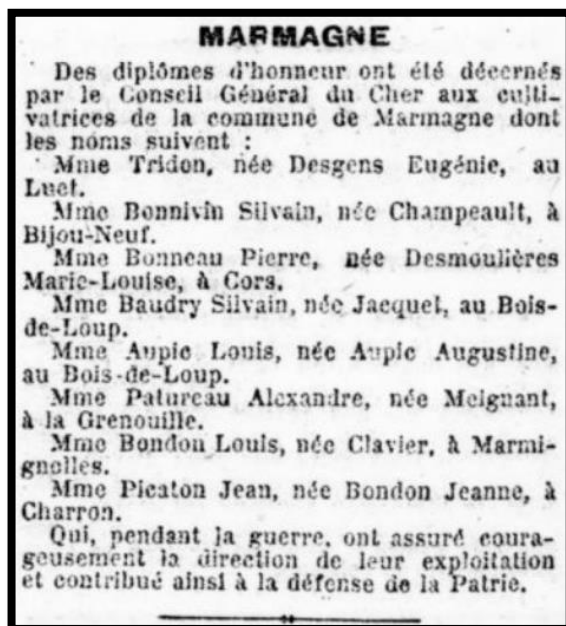 MARMAGNE
Des diplômes d'honneur ont été décernés
par le Conseil Général du Cher aux culti-
vatrices de la commune de Marmagne dont
les noms suivent :
Mme Tridon, née Desgens Eugénie, au
Luet.
Mme Bonnivin Silvain, née Champeault, à
Bijou-Neuf.
Mme Bonneau Pierre, née Desmoulières
Marie-Louise, à Cors.
Mme Baudry Silvain, née Jacquet, au Bois-
de-Loup.
Mme Aupic Louis, née Aupic Augustine,
au Bois-de-Loup.
Mme Patureau Alexandre, née Meignant,
à la Grenouille.
Mme Bondon Louis, née Clavier, à Marmi-
gnolles.
Mme Picaton Jean, née Bondon Jeanne, à
Charron.
Qui, pendant la guerre, ont assuré coura-
geusement la direction de leur exploitation
et contribué ainsi à la défense de la Patrie.